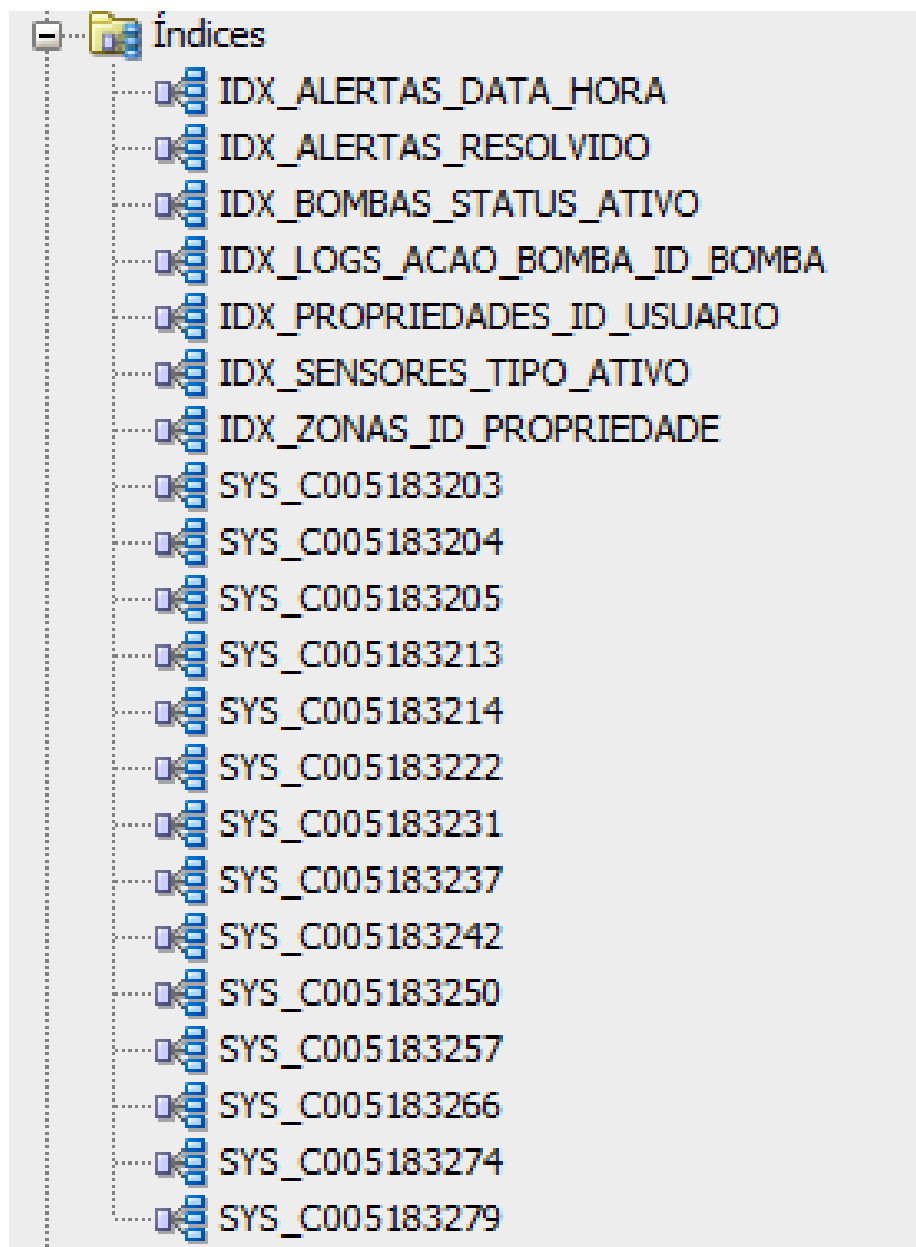 Índices
IDX_ALERTAS_DATA_HORA
IDX_ALERTAS_RESOLVIDO
IDX_BOMBAS_STATUS_ATIVO
IDX_LOGS_ACAO_BOMBA_ID_BOMBA
IDX_PROPRIEDADES_ID_USUARIO
IDX_SENSORES_TIPO_ATIVO
IDX_ZONAS_ID_PROPRIEDADE
SYS_C005183203
SYS_C005183204
SYS_C005183205
SYS_C005183213
SYS_C005183214
SYS_C005183222
SYS_C005183231
SYS_C005183237
SYS_C005183242
SYS_C005183250
SYS_C005183257
SYS_C005183266
SYS_C005183274
SYS_C005183279